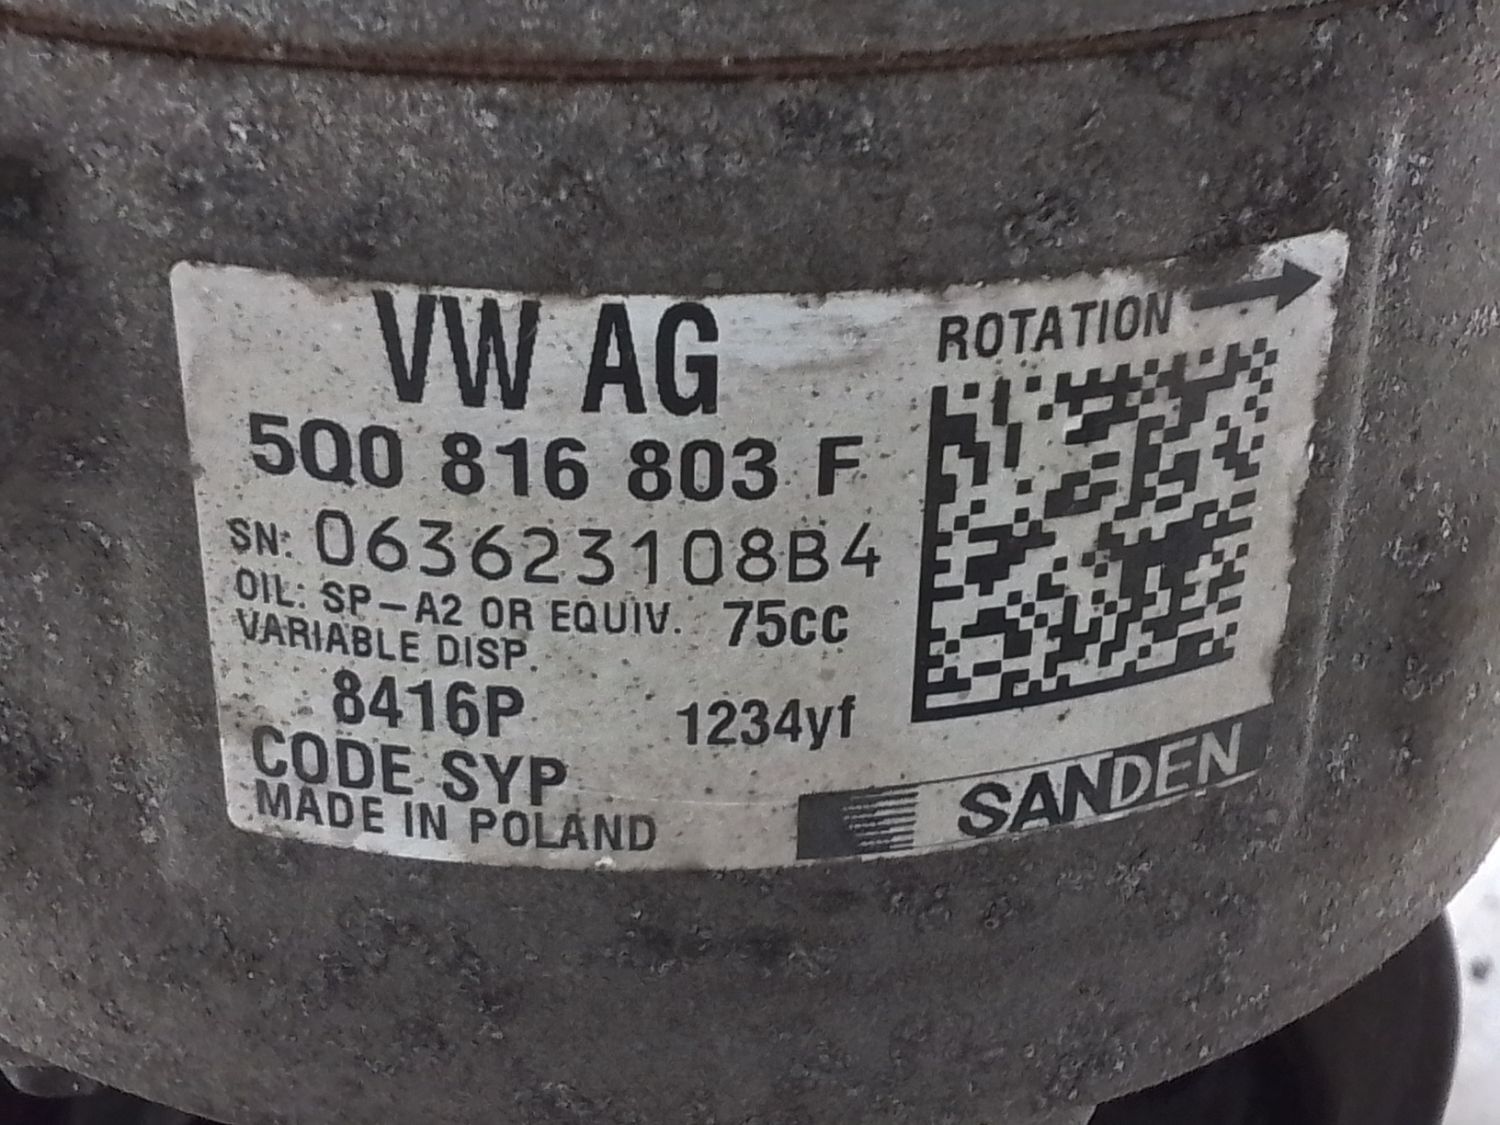 VW AG
5Q0 816 803 F
SN: 063623108B4
OIL: SP-A2 OR EQUIV. 75cc
VARIABLE DISP.
8416P 1234yf
CODE SYP
MADE IN POLAND
ROTATION →
SANDEN